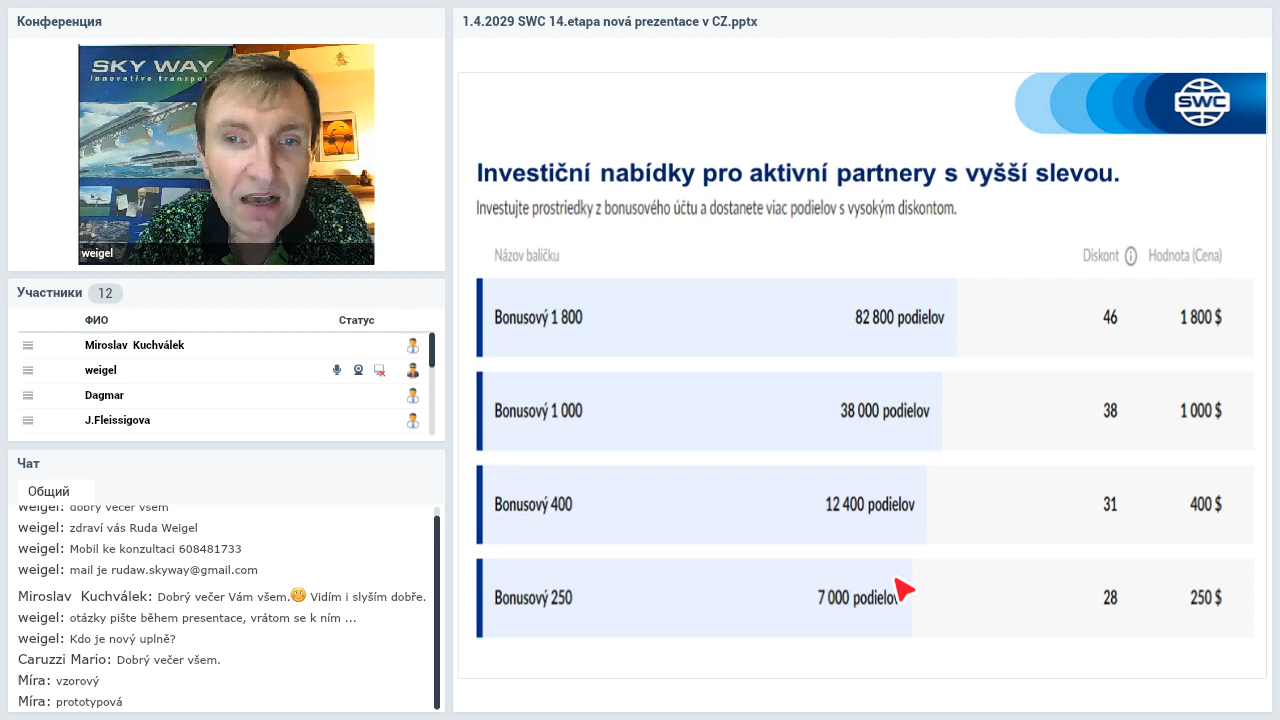 Конференция
SKY WAY
Innovative transpo
weigel
Участники 12
ФИО Статус
Miroslav Kuchválek
weigel
Dagmar
J.Fleissigova
Чат
Общий
weigel: dobrý večer všem
weigel: zdraví vás Ruda Weigel
weigel: Mobil ke konzultaci 608481733
weigel: mail je rudaw.skyway@gmail.com
Miroslav Kuchválek: Dobrý večer Vám všem. Vidím i slyším dobře.
weigel: otázky pište během presentace, vrátom se k ním ...
weigel: Kdo je nový uplně?
Caruzzi Mario: Dobrý večer všem.
Míra: vzorový
Míra: prototypová
1.4.2029 SWC 14.etapa nová prezentace v CZ.pptx
SWC
Investiční nabídky pro aktivní partnery s vyšší slevou.
Investujte prostriedky z bonusového účtu a dostanete viac podielov s vysokým diskontom.
Názov balíčku Diskont Hodnota (Cena)
Bonusový 1 800 82 800 podielov 46 1 800 $
Bonusový 1 000 38 000 podielov 38 1 000 $
Bonusový 400 12 400 podielov 31 400 $
Bonusový 250 7 000 podielov 28 250 $